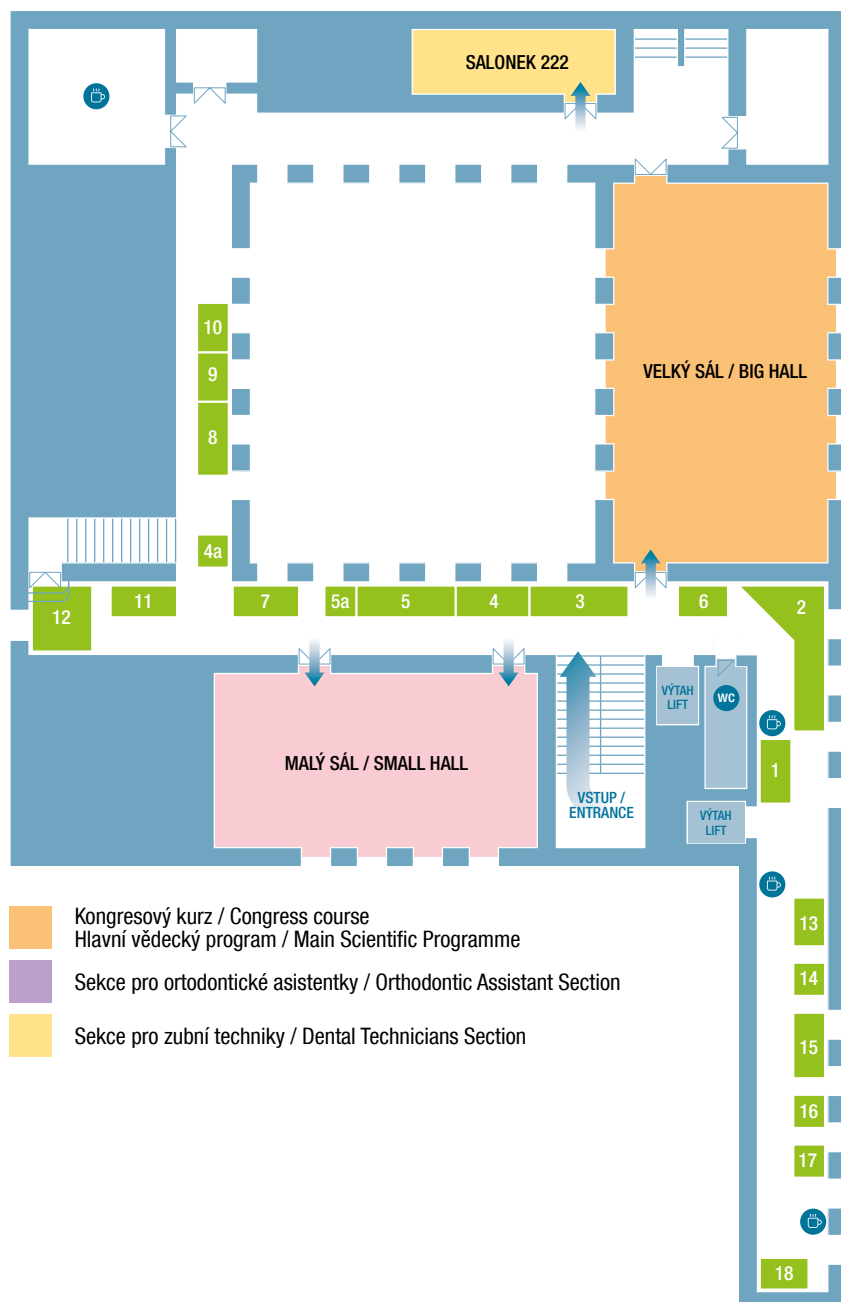 SALONEK 222
VELKÝ SÁL / BIG HALL
10
9
8
4a
12
11
7
5a
5
4
3
6
2
VÝTAH
LIFT
WC
MALÝ SÁL / SMALL HALL
1
VSTUP /
ENTRANCE
VÝTAH
LIFT
13
14
15
16
17
18
Kongresový kurz / Congress course
Hlavní vědecký program / Main Scientific Programme
Sekce pro ortodontické asistentky / Orthodontic Assistant Section
Sekce pro zubní techniky / Dental Technicians Section